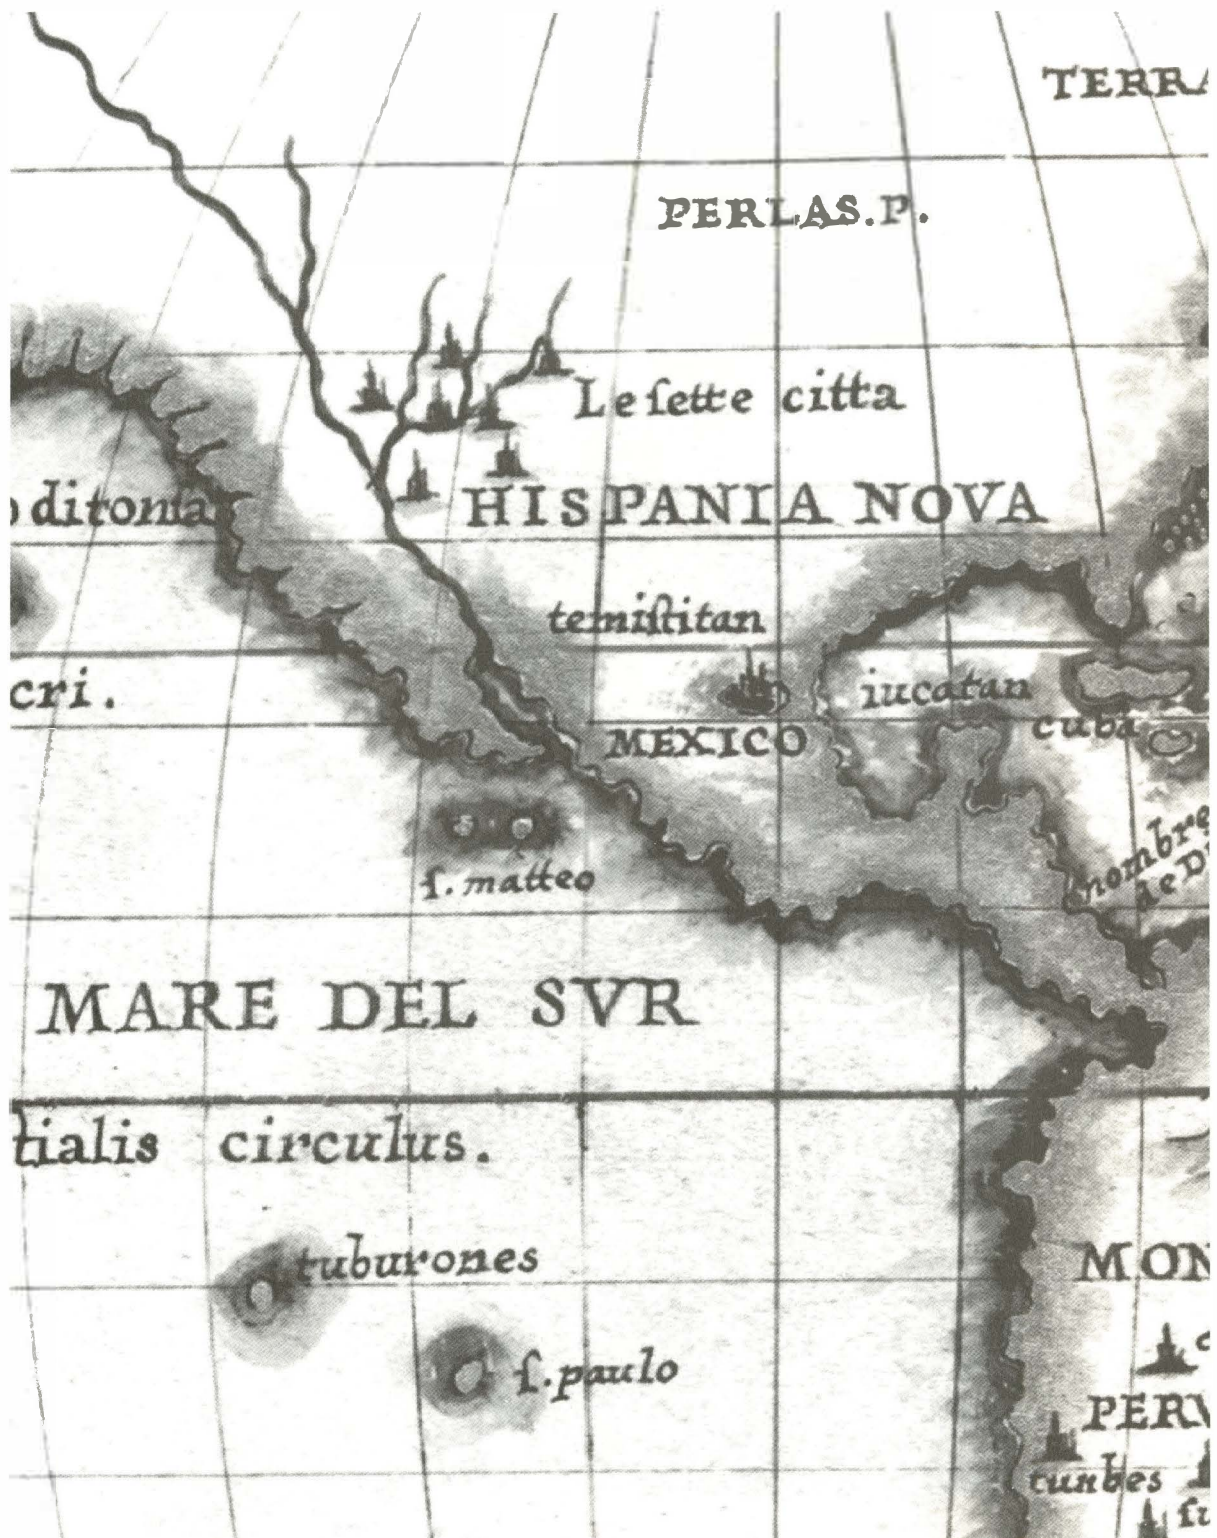 TERRA
PERLAS.P.
Le ſette citta
ditonia
HISPANIA NOVA
temiſtitan
cri.
iucatan
cuba
MEXICO
nombre
de D
ſ. matteo
MARE DEL SVR
tialis circulus.
tuburones
MON
ſ. paulo
PERV
tunbes